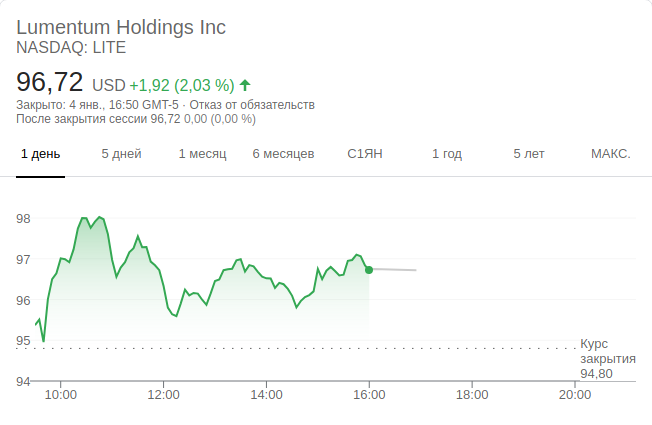 Lumentum Holdings Inc
NASDAQ: LITE
96,72 USD +1,92 (2,03 %)
Закрыто: 4 янв., 16:50 GMT-5 · Отказ от обязательств
После закрытия сессии 96,72 0,00 (0,00 %)
1 день 5 дней 1 месяц 6 месяцев С1ЯН 1 год 5 лет МАКС.
98
97
96
95
Курс
закрытия
94,80
94
10:00 12:00 14:00 16:00 18:00 20:00